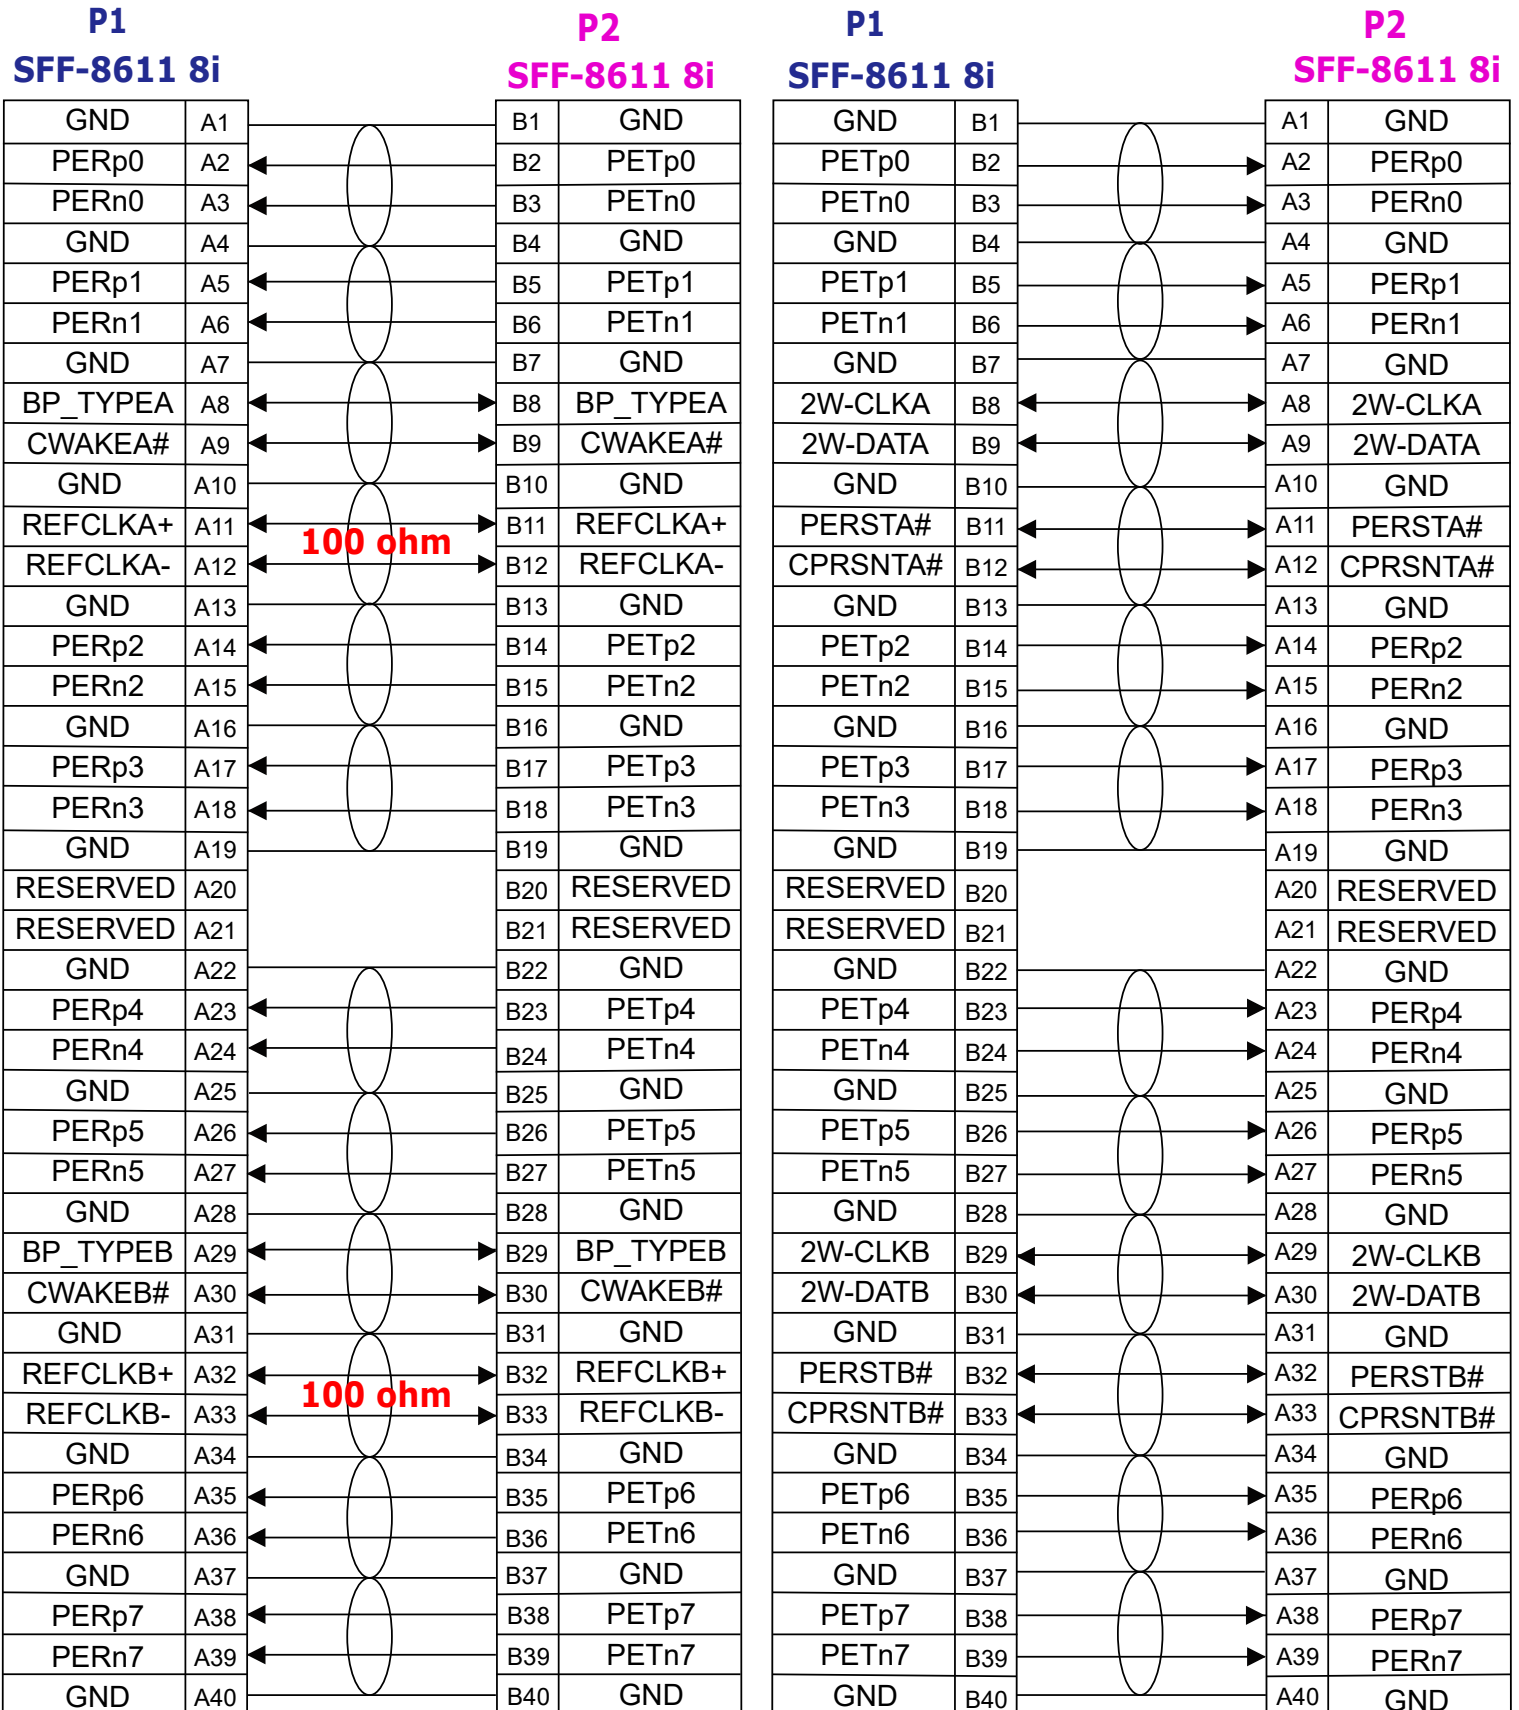 P1 P2 P1 P2
SFF-8611 8i SFF-8611 8i SFF-8611 8i SFF-8611 8i
GND A1 B1 GND GND B1 A1 GND
PERp0 A2 B2 PETp0 PETp0 B2 A2 PERp0
PERn0 A3 B3 PETn0 PETn0 B3 A3 PERn0
GND A4 B4 GND GND B4 A4 GND
PERp1 A5 B5 PETp1 PETp1 B5 A5 PERp1
PERn1 A6 B6 PETn1 PETn1 B6 A6 PERn1
GND A7 B7 GND GND B7 A7 GND
BP_TYPEA A8 B8 BP_TYPEA 2W-CLKA B8 A8 2W-CLKA
CWAKEA# A9 B9 CWAKEA# 2W-DATA B9 A9 2W-DATA
GND A10 B10 GND GND B10 A10 GND
REFCLKA+ A11 B11 REFCLKA+ PERSTA# B11 A11 PERSTA#
100 ohm
REFCLKA- A12 B12 REFCLKA- CPRSNTA# B12 A12 CPRSNTA#
GND A13 B13 GND GND B13 A13 GND
PERp2 A14 B14 PETp2 PETp2 B14 A14 PERp2
PERn2 A15 B15 PETn2 PETn2 B15 A15 PERn2
GND A16 B16 GND GND B16 A16 GND
PERp3 A17 B17 PETp3 PETp3 B17 A17 PERp3
PERn3 A18 B18 PETn3 PETn3 B18 A18 PERn3
GND A19 B19 GND GND B19 A19 GND
RESERVED A20 B20 RESERVED RESERVED B20 A20 RESERVED
RESERVED A21 B21 RESERVED RESERVED B21 A21 RESERVED
GND A22 B22 GND GND B22 A22 GND
PERp4 A23 B23 PETp4 PETp4 B23 A23 PERp4
PERn4 A24 B24 PETn4 PETn4 B24 A24 PERn4
GND A25 B25 GND GND B25 A25 GND
PERp5 A26 B26 PETp5 PETp5 B26 A26 PERp5
PERn5 A27 B27 PETn5 PETn5 B27 A27 PERn5
GND A28 B28 GND GND B28 A28 GND
BP_TYPEB A29 B29 BP_TYPEB 2W-CLKB B29 A29 2W-CLKB
CWAKEB# A30 B30 CWAKEB# 2W-DATB B30 A30 2W-DATB
GND A31 B31 GND GND B31 A31 GND
REFCLKB+ A32 B32 REFCLKB+ PERSTB# B32 A32 PERSTB#
100 ohm
REFCLKB- A33 B33 REFCLKB- CPRSNTB# B33 A33 CPRSNTB#
GND A34 B34 GND GND B34 A34 GND
PERp6 A35 B35 PETp6 PETp6 B35 A35 PERp6
PERn6 A36 B36 PETn6 PETn6 B36 A36 PERn6
GND A37 B37 GND GND B37 A37 GND
PERp7 A38 B38 PETp7 PETp7 B38 A38 PERp7
PERn7 A39 B39 PETn7 PETn7 B39 A39 PERn7
GND A40 B40 GND GND B40 A40 GND